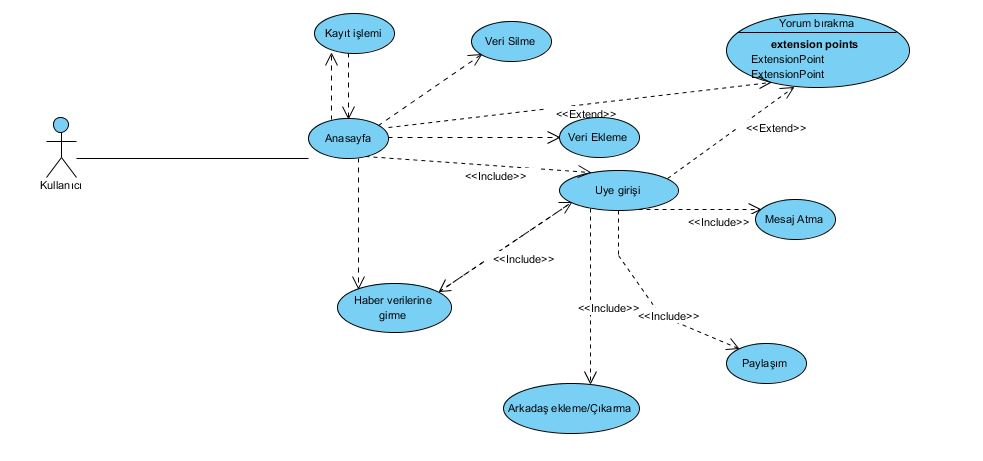 Kayıt işlemi
Veri Silme
Yorum bırakma
extension points
ExtensionPoint
ExtensionPoint
<<Extend>>
Anasayfa
Veri Ekleme
<<Extend>>
<<Include>>
Kullanıcı
Uye girişi
Mesaj Atma
<<Include>>
<<Include>>
Haber verilerine
girme
<<Include>>
<<Include>>
Paylaşım
Arkadaş ekleme/Çıkarma